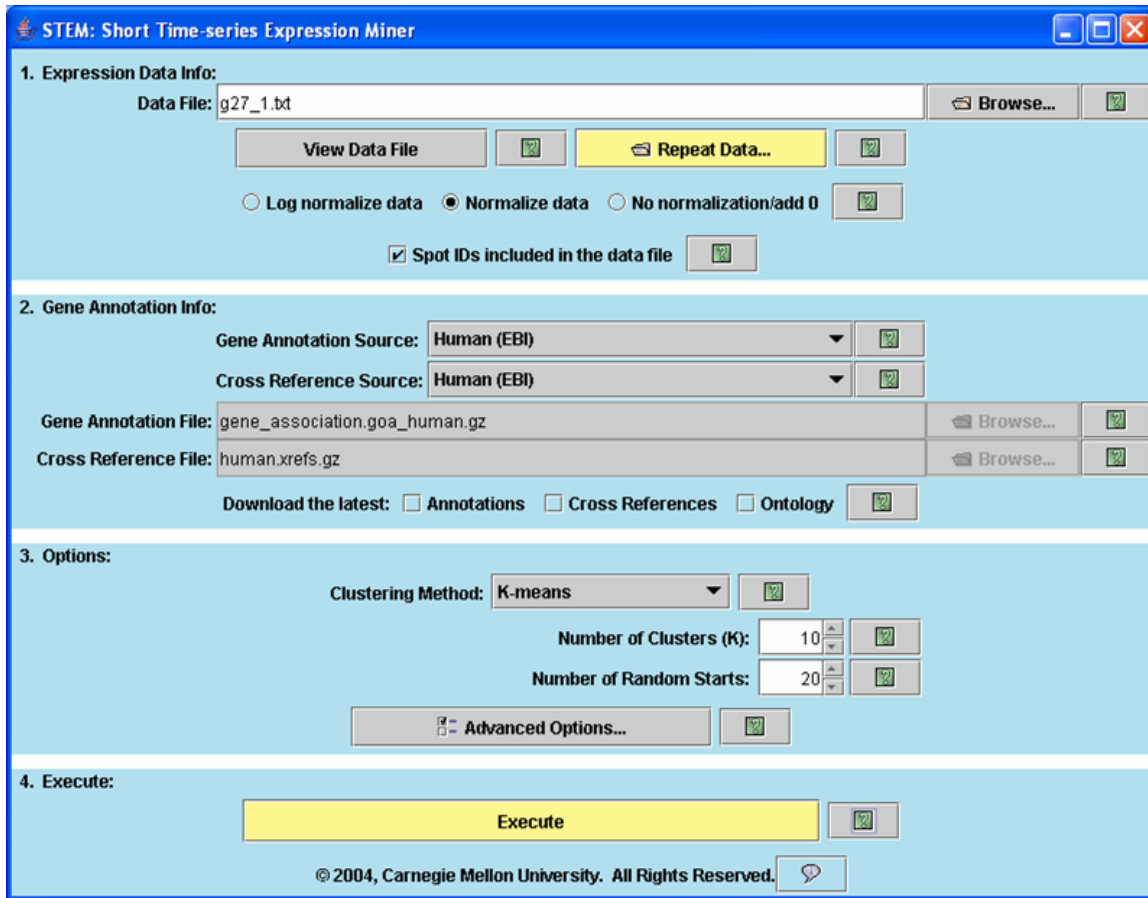 STEM: Short Time-series Expression Miner
1. Expression Data Info:
Data File: g27_1.txt Browse...
View Data File Repeat Data...
Log normalize data Normalize data No normalization/add 0
Spot IDs included in the data file
2. Gene Annotation Info:
Gene Annotation Source: Human (EBI)
Cross Reference Source: Human (EBI)
Gene Annotation File: gene_association.goa_human.gz Browse...
Cross Reference File: human.xrefs.gz Browse...
Download the latest: Annotations Cross References Ontology
3. Options:
Clustering Method: K-means
Number of Clusters (K): 10
Number of Random Starts: 20
Advanced Options...
4. Execute:
Execute
© 2004, Carnegie Mellon University. All Rights Reserved.